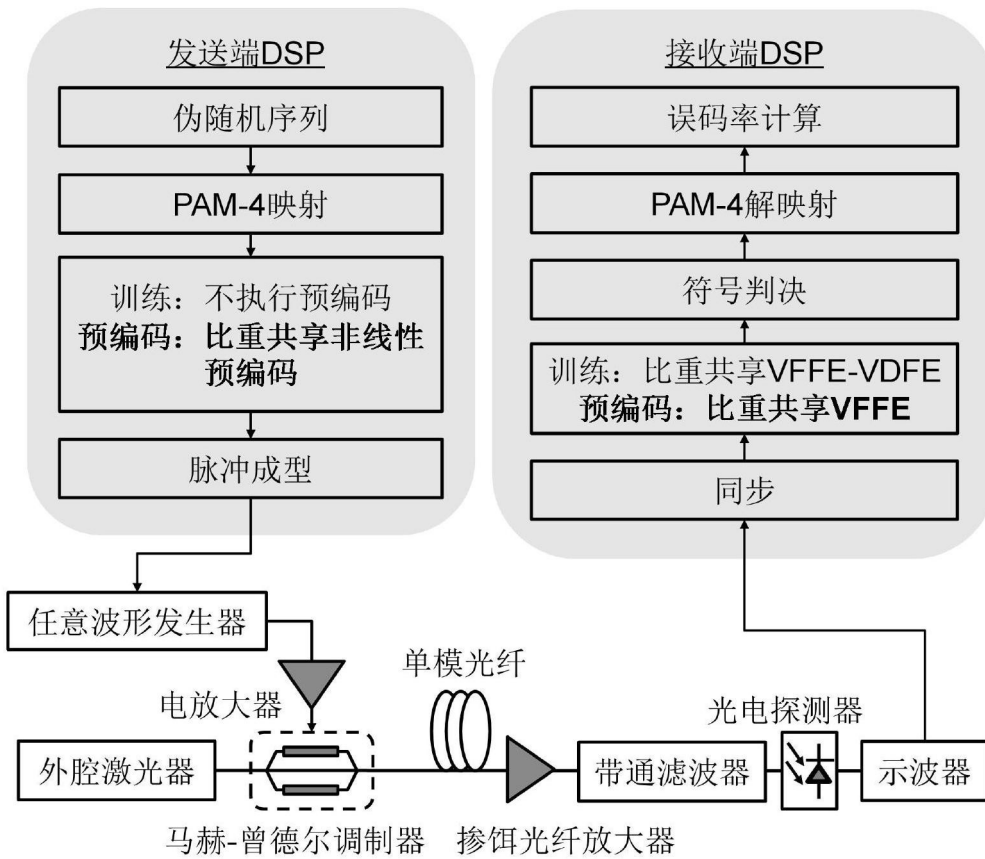 发送端DSP
伪随机序列
PAM-4映射
训练：不执行预编码
预编码：比重共享非线性
预编码
脉冲成型
接收端DSP
误码率计算
PAM-4解映射
符号判决
训练：比重共享VFFE-VDFE
预编码：比重共享VFFE
同步
任意波形发生器
电放大器
单模光纤
光电探测器
外腔激光器
带通滤波器
示波器
马赫-曾德尔调制器
掺饵光纤放大器